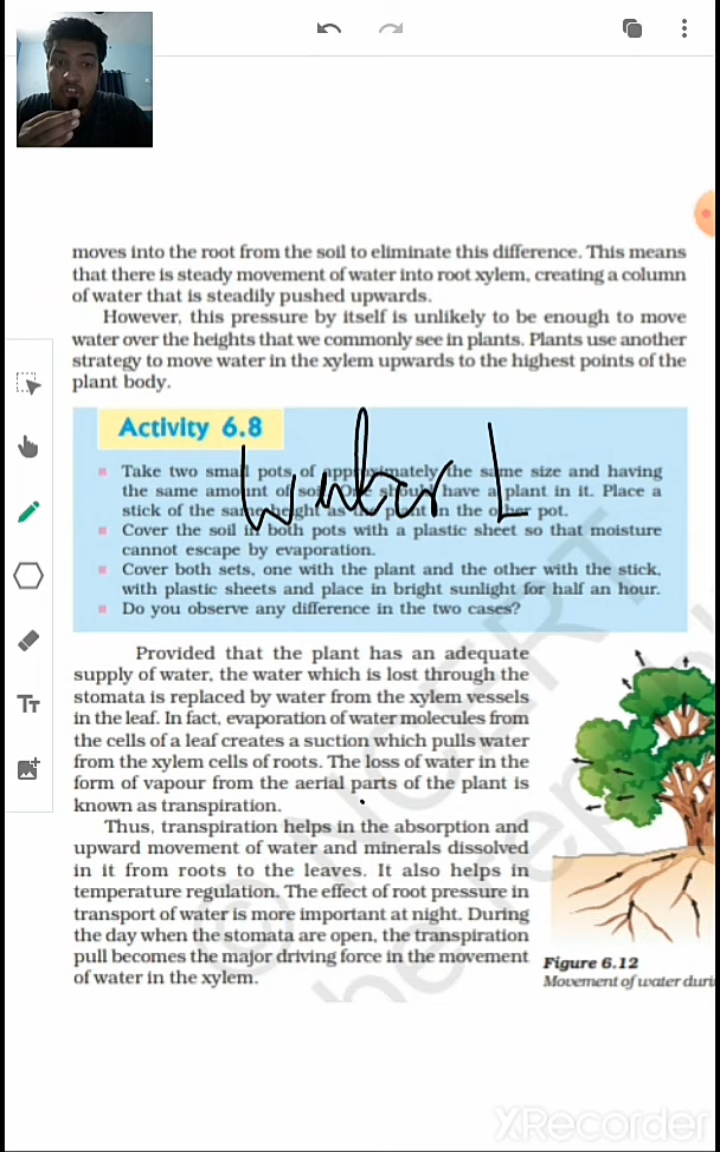 moves into the root from the soil to eliminate this difference. This means
that there is steady movement of water into root xylem, creating a column
of water that is steadily pushed upwards.
However, this pressure by itself is unlikely to be enough to move
water over the heights that we commonly see in plants. Plants use another
strategy to move water in the xylem upwards to the highest points of the
plant body.
Activity 6.8
Take two small pots of approximately the same size and having
the same amount of soil. One should have a plant in it. Place a
stick of the same height as the plant in the other pot.
Cover the soil in both pots with a plastic sheet so that moisture
cannot escape by evaporation.
Cover both sets, one with the plant and the other with the stick,
with plastic sheets and place in bright sunlight for half an hour.
Do you observe any difference in the two cases?
Provided that the plant has an adequate
supply of water, the water which is lost through the
stomata is replaced by water from the xylem vessels
in the leaf. In fact, evaporation of water molecules from
the cells of a leaf creates a suction which pulls water
from the xylem cells of roots. The loss of water in the
form of vapour from the aerial parts of the plant is
known as transpiration.
Thus, transpiration helps in the absorption and
upward movement of water and minerals dissolved
in it from roots to the leaves. It also helps in
temperature regulation. The effect of root pressure in
transport of water is more important at night. During
the day when the stomata are open, the transpiration
pull becomes the major driving force in the movement
of water in the xylem.
Figure 6.12
Movement of water duri
© NCERT
Tт
XRecorder